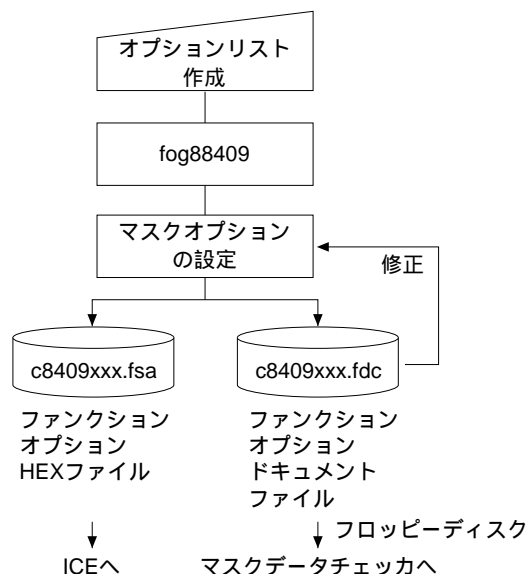 オプションリスト
作成
fog88409
マスクオプション
の設定
修正
c8409xxx.fsa
c8409xxx.fdc
ファンクション
オプション
HEXファイル
ファンクション
オプション
ドキュメント
ファイル
フロッピーディスク
ICEへ
マスクデータチェッカへ